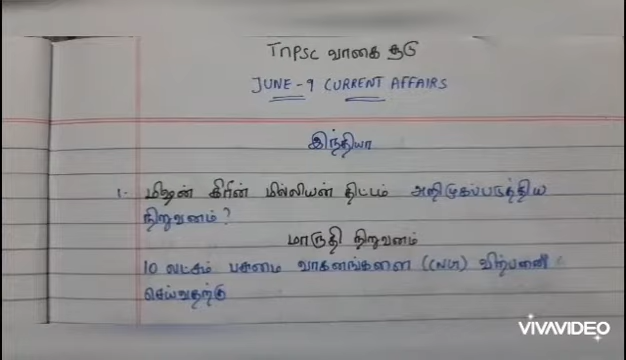 TNPSC வாகை சூடு
JUNE-9 CURRENT AFFAIRS
இந்தியா
1. மிஷன் கிரீன் மில்லியன் திட்டம் அறிமுகப்படுத்திய
நிறுவனம்?
மாருதி நிறுவனம்
10 லட்சம் பசுமை வாகனங்களை (CNG) விற்பனை
செய்வதற்கு
VIVAVIDEO